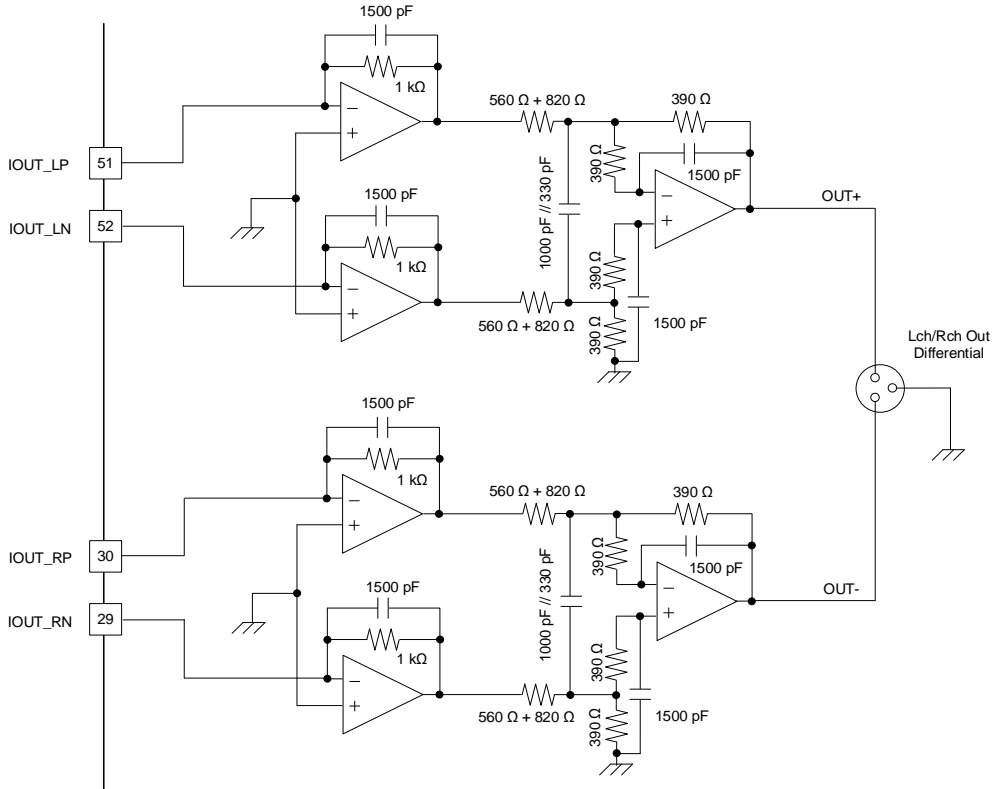 1500 pF
1 kΩ
560 Ω + 820 Ω
390 Ω
390 Ω
1500 pF
IOUT_LP
51
−
+
1000 pF // 330 pF
−
+
OUT+
IOUT_LN
52
1500 pF
1 kΩ
−
+
390 Ω
560 Ω + 820 Ω
390 Ω
1500 pF
Lch/Rch Out
Differential
1500 pF
1 kΩ
560 Ω + 820 Ω
390 Ω
390 Ω
1500 pF
IOUT_RP
30
−
+
1000 pF // 330 pF
−
+
OUT-
IOUT_RN
29
1500 pF
1 kΩ
−
+
390 Ω
560 Ω + 820 Ω
390 Ω
1500 pF